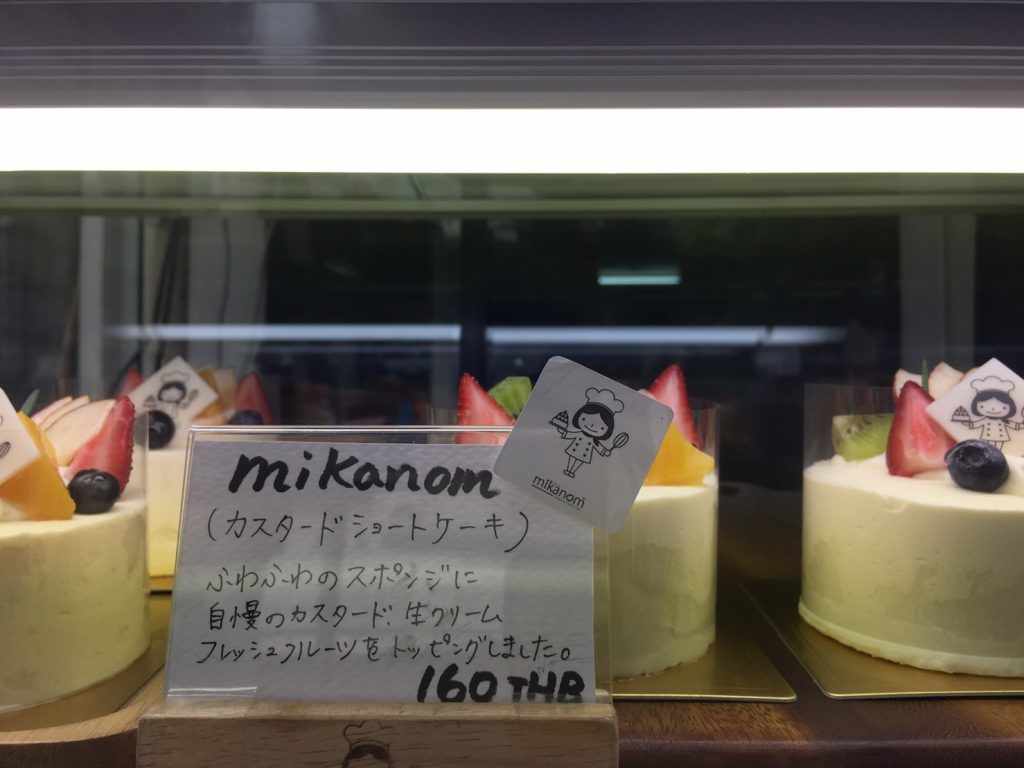 mikanom
(カスタードショートケーキ)
ふわふわのスポンジに
自慢のカスタード、生クリーム
フレッシュフルーツをトッピングしました。
160 THB
mikanom